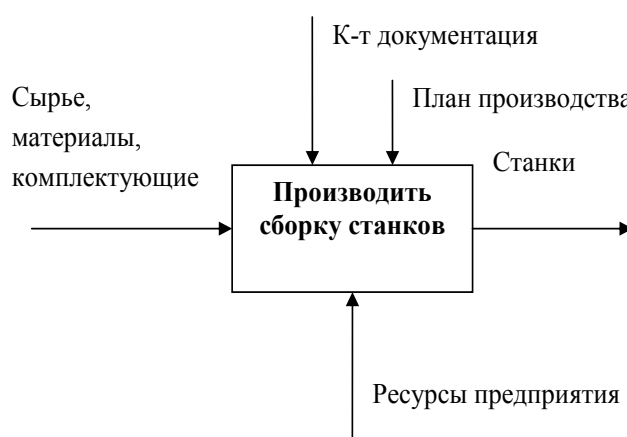 К-т документация
План производства
Сырье,
материалы,
комплектующие
Станки
Производить
сборку станков
Ресурсы предприятия